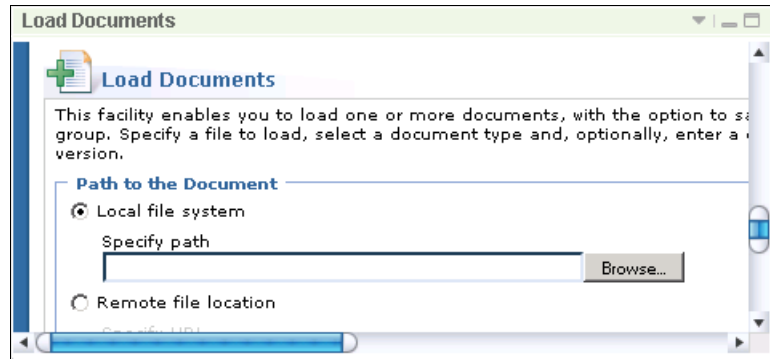 Load Documents
Load Documents
This facility enables you to load one or more documents, with the option to
group. Specify a file to load, select a document type and, optionally, enter a
version.
Path to the Document
Local file system
Specify path
Browse...
Remote file location